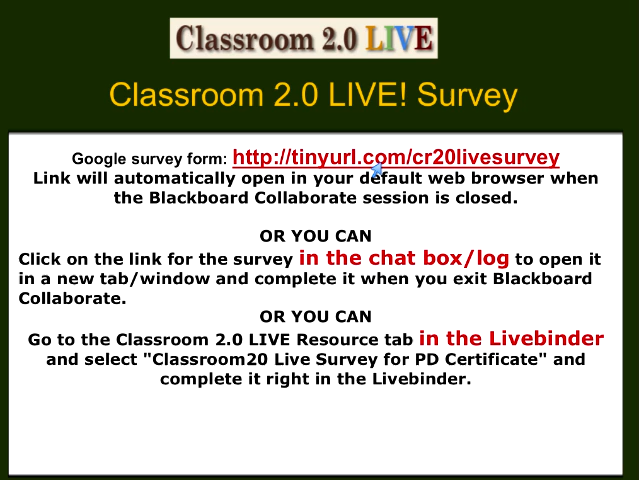 Classroom 2.0 LIVE
Classroom 2.0 LIVE! Survey
Google survey form: http://tinyurl.com/cr20livesurvey
Link will automatically open in your default web browser when
the Blackboard Collaborate session is closed.
OR YOU CAN
Click on the link for the survey in the chat box/log to open it
in a new tab/window and complete it when you exit Blackboard
Collaborate.
OR YOU CAN
Go to the Classroom 2.0 LIVE Resource tab in the Livebinder
and select "Classroom20 Live Survey for PD Certificate" and
complete it right in the Livebinder.